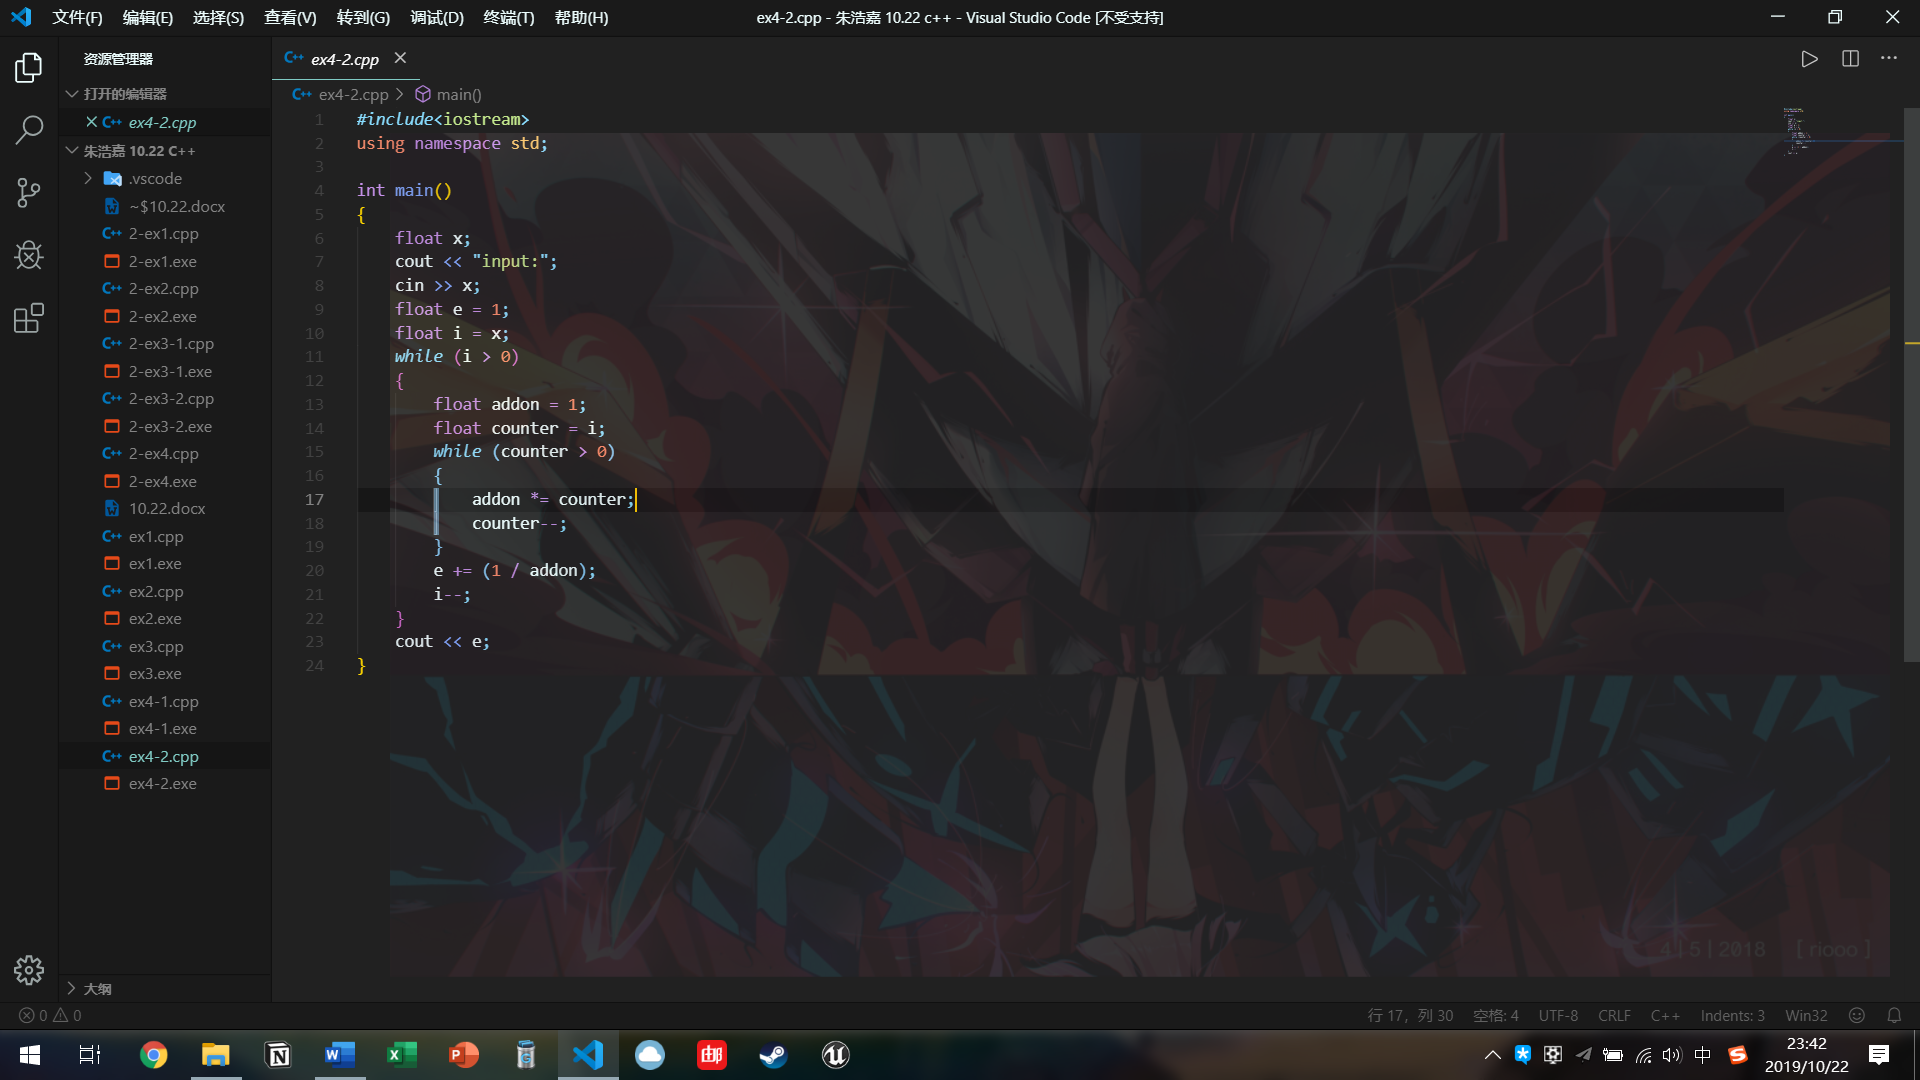 文件(F) 编辑(E) 选择(S) 查看(V) 转到(G) 调试(D) 终端(T) 帮助(H)
ex4-2.cpp - 朱浩嘉 10.22 c++ - Visual Studio Code [不受支持]
资源管理器
打开的编辑器
ex4-2.cpp
朱浩嘉 10.22 C++
.vscode
~$10.22.docx
2-ex1.cpp
2-ex1.exe
2-ex2.cpp
2-ex2.exe
2-ex3-1.cpp
2-ex3-1.exe
2-ex3-2.cpp
2-ex3-2.exe
2-ex4.cpp
2-ex4.exe
10.22.docx
ex1.cpp
ex1.exe
ex2.cpp
ex2.exe
ex3.cpp
ex3.exe
ex4-1.cpp
ex4-1.exe
ex4-2.cpp
ex4-2.exe
大纲
ex4-2.cpp
ex4-2.cpp > main()
1 #include<iostream>
2 using namespace std;
3
4 int main()
5 {
6 float x;
7 cout << "input:";
8 cin >> x;
9 float e = 1;
10 float i = x;
11 while (i > 0)
12 {
13 float addon = 1;
14 float counter = i;
15 while (counter > 0)
16 {
17 addon *= counter;
18 counter--;
19 }
20 e += (1 / addon);
21 i--;
22 }
23 cout << e;
24 }
4 | 5 | 2018 [ riooo ]
0 0 行 17，列 30 空格: 4 UTF-8 CRLF C++ Indents: 3 Win32
中
23:42
2019/10/22